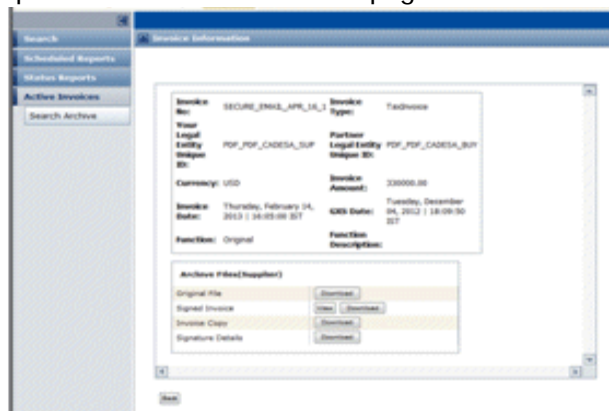 Search
Scheduled Reports
Status Reports
Active Invoices
Search Archive
Invoice Information
Invoice No: SECURE_EMAIL_APR_16_1 Invoice Type: TaxInvoice
Your Legal Entity Unique ID: PDF_PDF_CADESA_SUP Partner Legal Entity Unique ID: PDF_PDF_CADESA_BUY
Currency: USD Invoice Amount: 330000.00
Invoice Date: Thursday, February 14, 2013 | 16:05:00 IST GXS Date: Tuesday, December 04, 2012 | 18:09:50 IST
Function: Original Function Description:
Archive Files(Supplier)
Original File Download
Signed Invoice View Download
Invoice Copy Download
Signature Details Download
Back